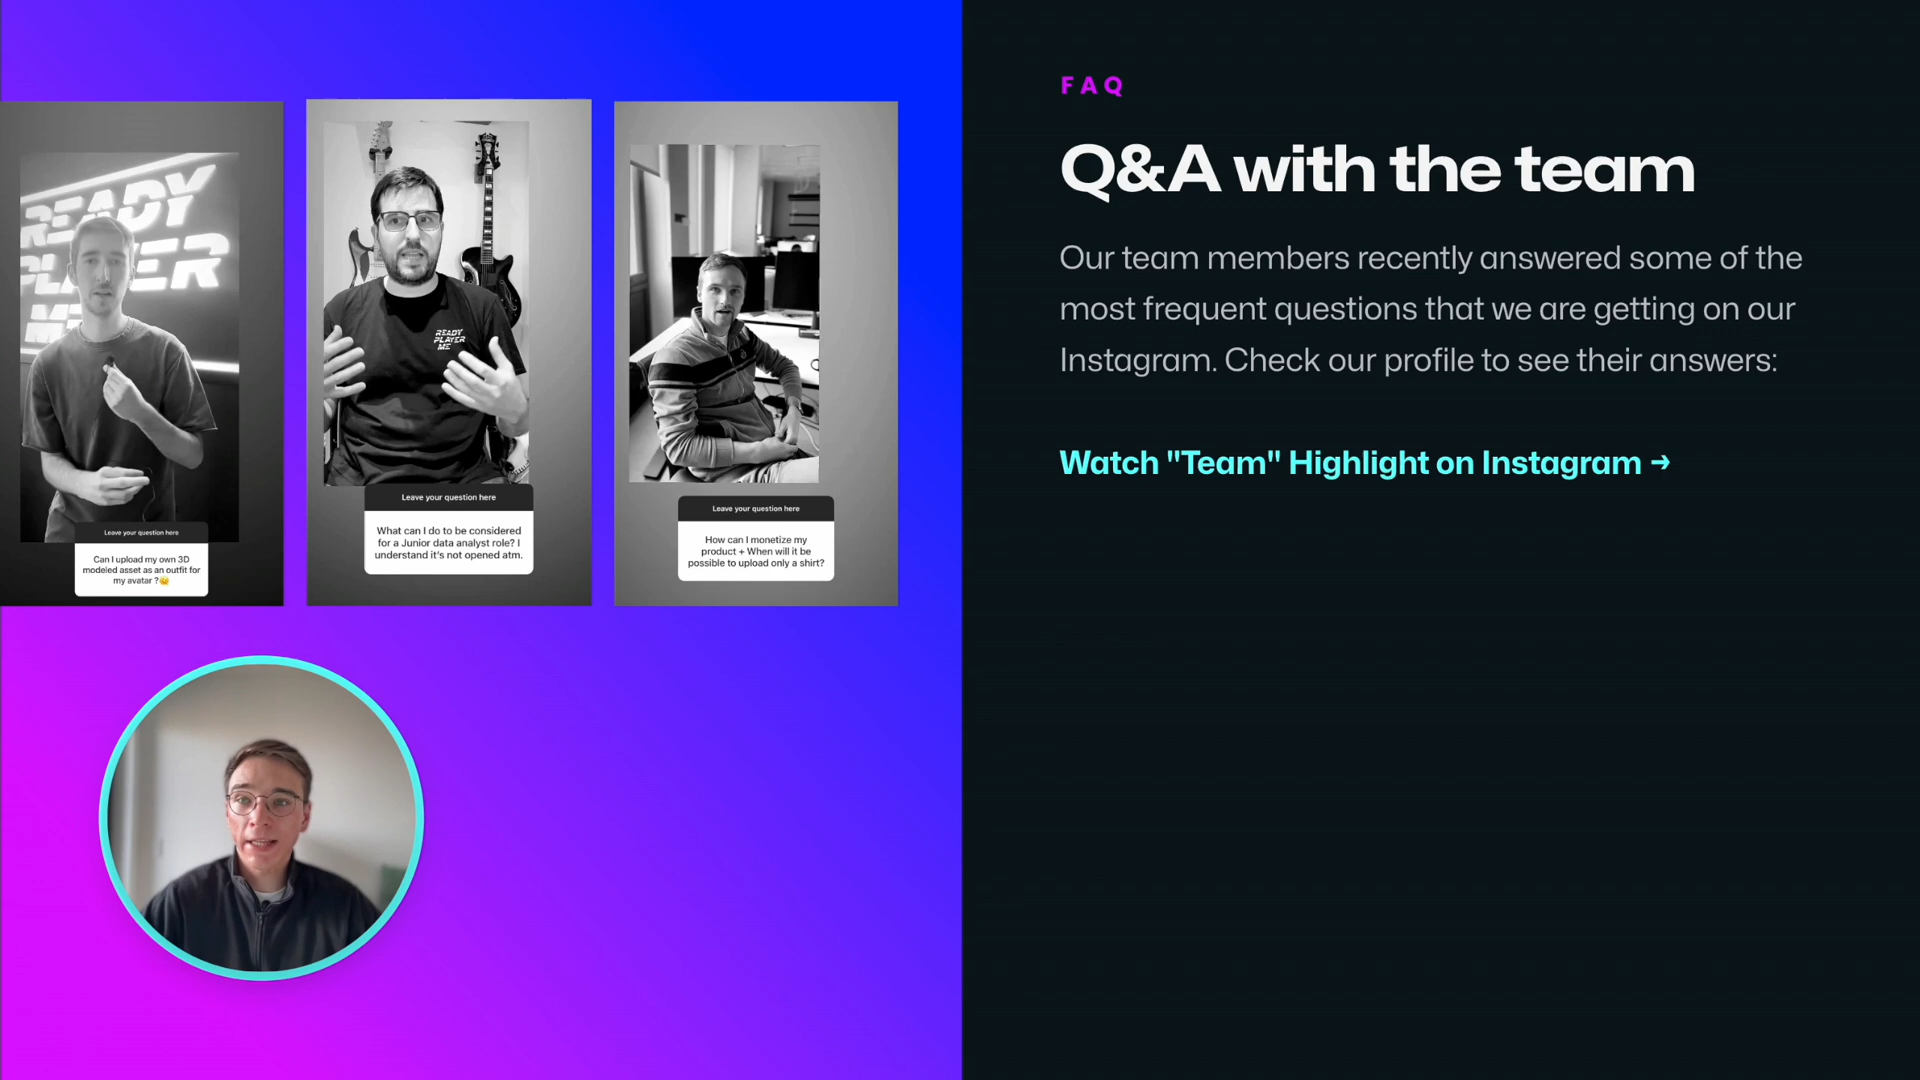 READY
PLAYER
ME
Leave your question here
Can I upload my own 3D
modeled asset as an outfit for
my avatar ?😊
READY
PLAYER
ME
Leave your question here
What can I do to be considered
for a Junior data analyst role? I
understand it's not opened atm.
Leave your question here
How can I monetize my
product + When will it be
possible to upload only a shirt?
FAQ
Q&A with the team
Our team members recently answered some of the
most frequent questions that we are getting on our
Instagram. Check our profile to see their answers:
Watch "Team" Highlight on Instagram →